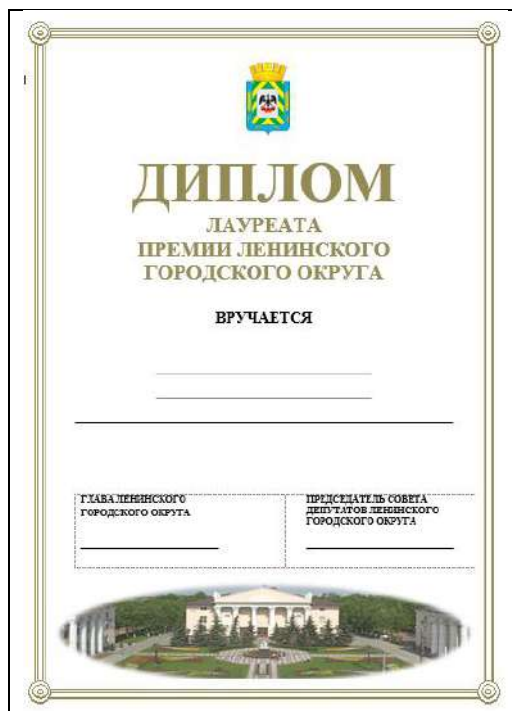 ДИПЛОМ
ЛАУРЕАТА
ПРЕМИИ ЛЕНИНСКОГО
ГОРОДСКОГО ОКРУГА
ВРУЧАЕТСЯ
ГЛАВА ЛЕНИНСКОГО
ГОРОДСКОГО ОКРУГА
ПРЕДСЕДАТЕЛЬ СОВЕТА
ДЕПУТАТОВ ЛЕНИНСКОГО
ГОРОДСКОГО ОКРУГА